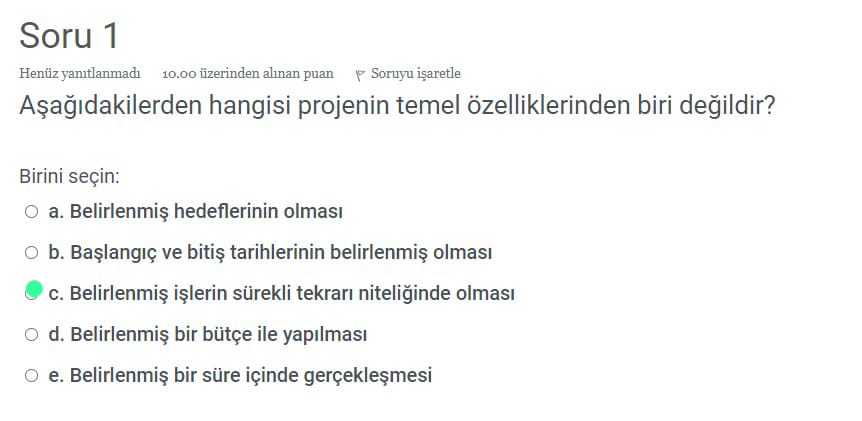 Soru 1
Henüz yanıtlanmadı 10.00 üzerinden alınan puan Soruyu işaretle
Aşağıdakilerden hangisi projenin temel özelliklerinden biri değildir?
Birini seçin:
a. Belirlenmiş hedeflerinin olması
b. Başlangıç ve bitiş tarihlerinin belirlenmiş olması
c. Belirlenmiş işlerin sürekli tekrarı niteliğinde olması
d. Belirlenmiş bir bütçe ile yapılması
e. Belirlenmiş bir süre içinde gerçekleşmesi